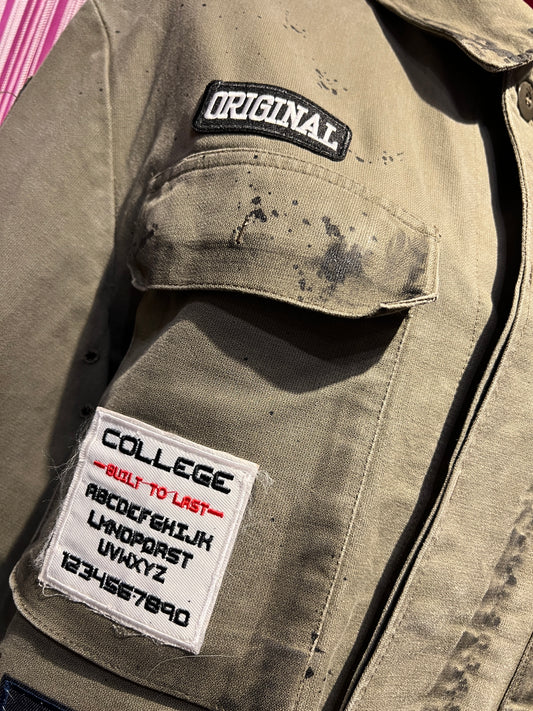 ORIGINAL
COLLEGE
—BUILT TO LAST—
ABCDEFGHIJK
LMNOPQRST
UVWXYZ
1234567890